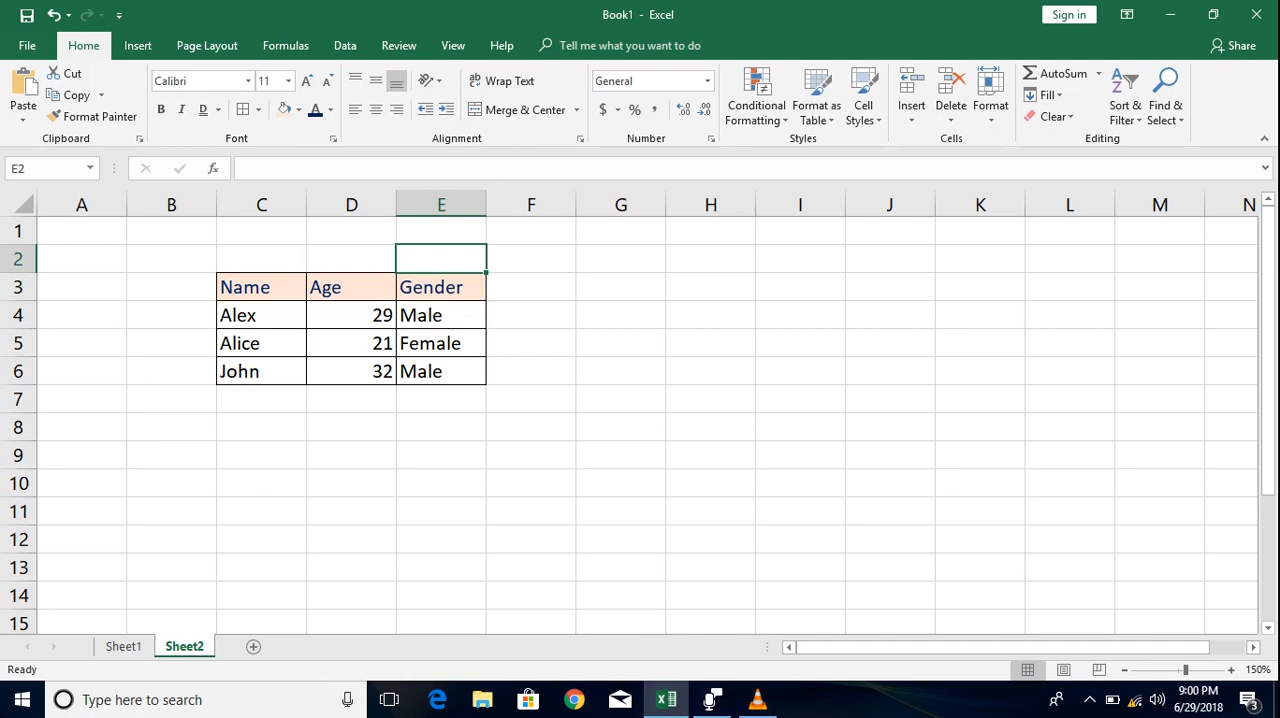 Book1 - Excel
Sign in
File Home Insert Page Layout Formulas Data Review View Help Tell me what you want to do Share
Paste
Cut
Copy
Format Painter
Clipboard
Calibri 11
B I D
A
Font
Wrap Text
Merge & Center
Alignment
General
$ % ,
Number
Conditional Formatting
Format as Table
Cell Styles
Styles
Insert Delete Format
Cells
AutoSum
Fill
Clear
Sort & Filter
Find & Select
Editing
E2 fx
A B C D E F G H I J K L M N
1
2
3 Name Age Gender
4 Alex 29 Male
5 Alice 21 Female
6 John 32 Male
7
8
9
10
11
12
13
14
15
Sheet1 Sheet2
Ready 150%
Type here to search
9:00 PM
6/29/2018
3